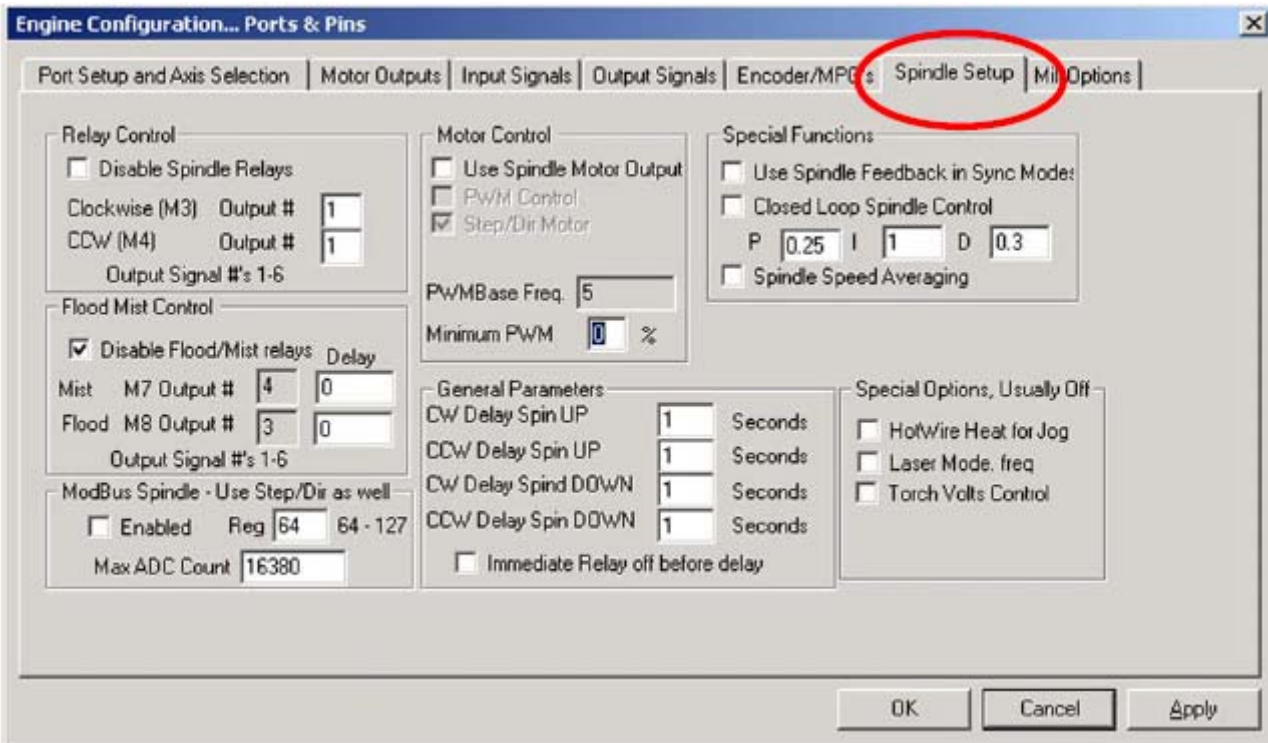 Engine Configuration... Ports & Pins
Port Setup and Axis Selection
Motor Outputs
Input Signals
Output Signals
Encoder/MPG's
Spindle Setup
Mill Options
Relay Control
Disable Spindle Relays
Clockwise (M3) Output # 1
CCW (M4) Output # 1
Output Signal #'s 1-6
Flood Mist Control
Disable Flood/Mist relays Delay
Mist M7 Output # 4 0
Flood M8 Output # 3 0
Output Signal #'s 1-6
ModBus Spindle - Use Step/Dir as well
Enabled Reg 64 64 - 127
Max ADC Count 16380
Motor Control
Use Spindle Motor Output
PWM Control
Step/Dir Motor
PWMBase Freq. 5
Minimum PWM 0 %
General Parameters
CW Delay Spin UP 1 Seconds
CCW Delay Spin UP 1 Seconds
CW Delay Spind DOWN 1 Seconds
CCW Delay Spin DOWN 1 Seconds
Immediate Relay off before delay
Special Functions
Use Spindle Feedback in Sync Modes
Closed Loop Spindle Control
P 0.25 I 1 D 0.3
Spindle Speed Averaging
Special Options, Usually Off
HotWire Heat for Jog
Laser Mode. freq
Torch Volts Control
OK
Cancel
Apply